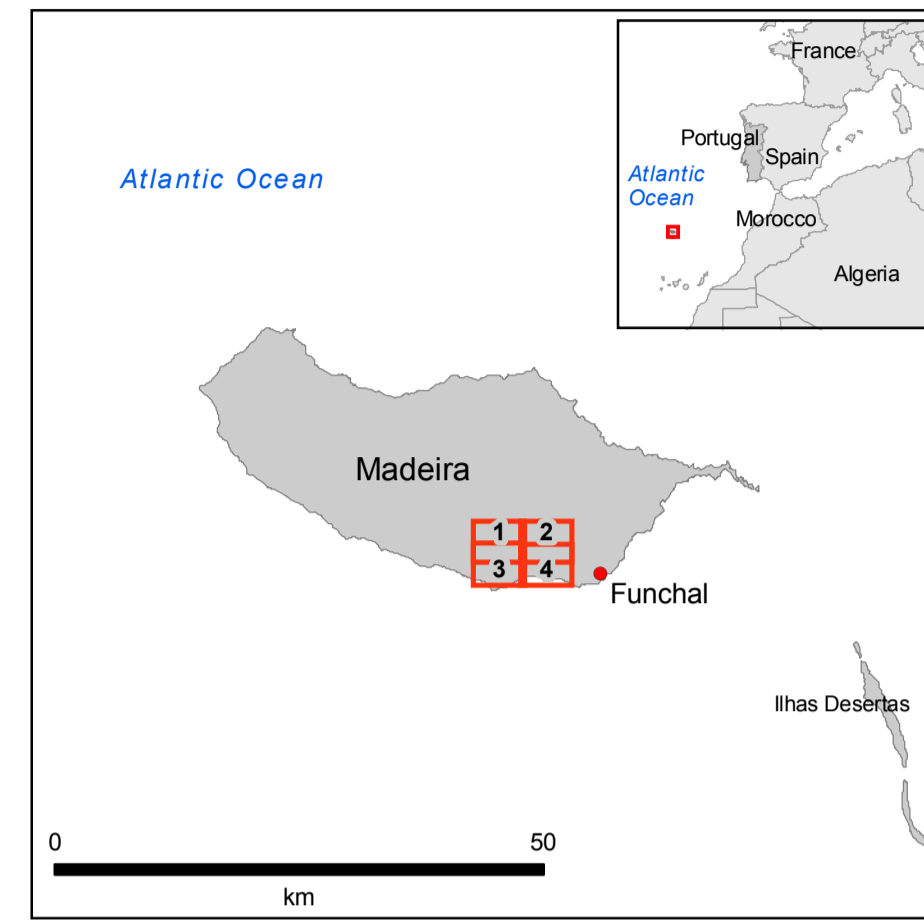 France
Portugal
Spain
Atlantic
Ocean
Morocco
Algeria
Atlantic Ocean
Madeira
1 2
3 4
Funchal
Ilhas Desertas
0 50
km